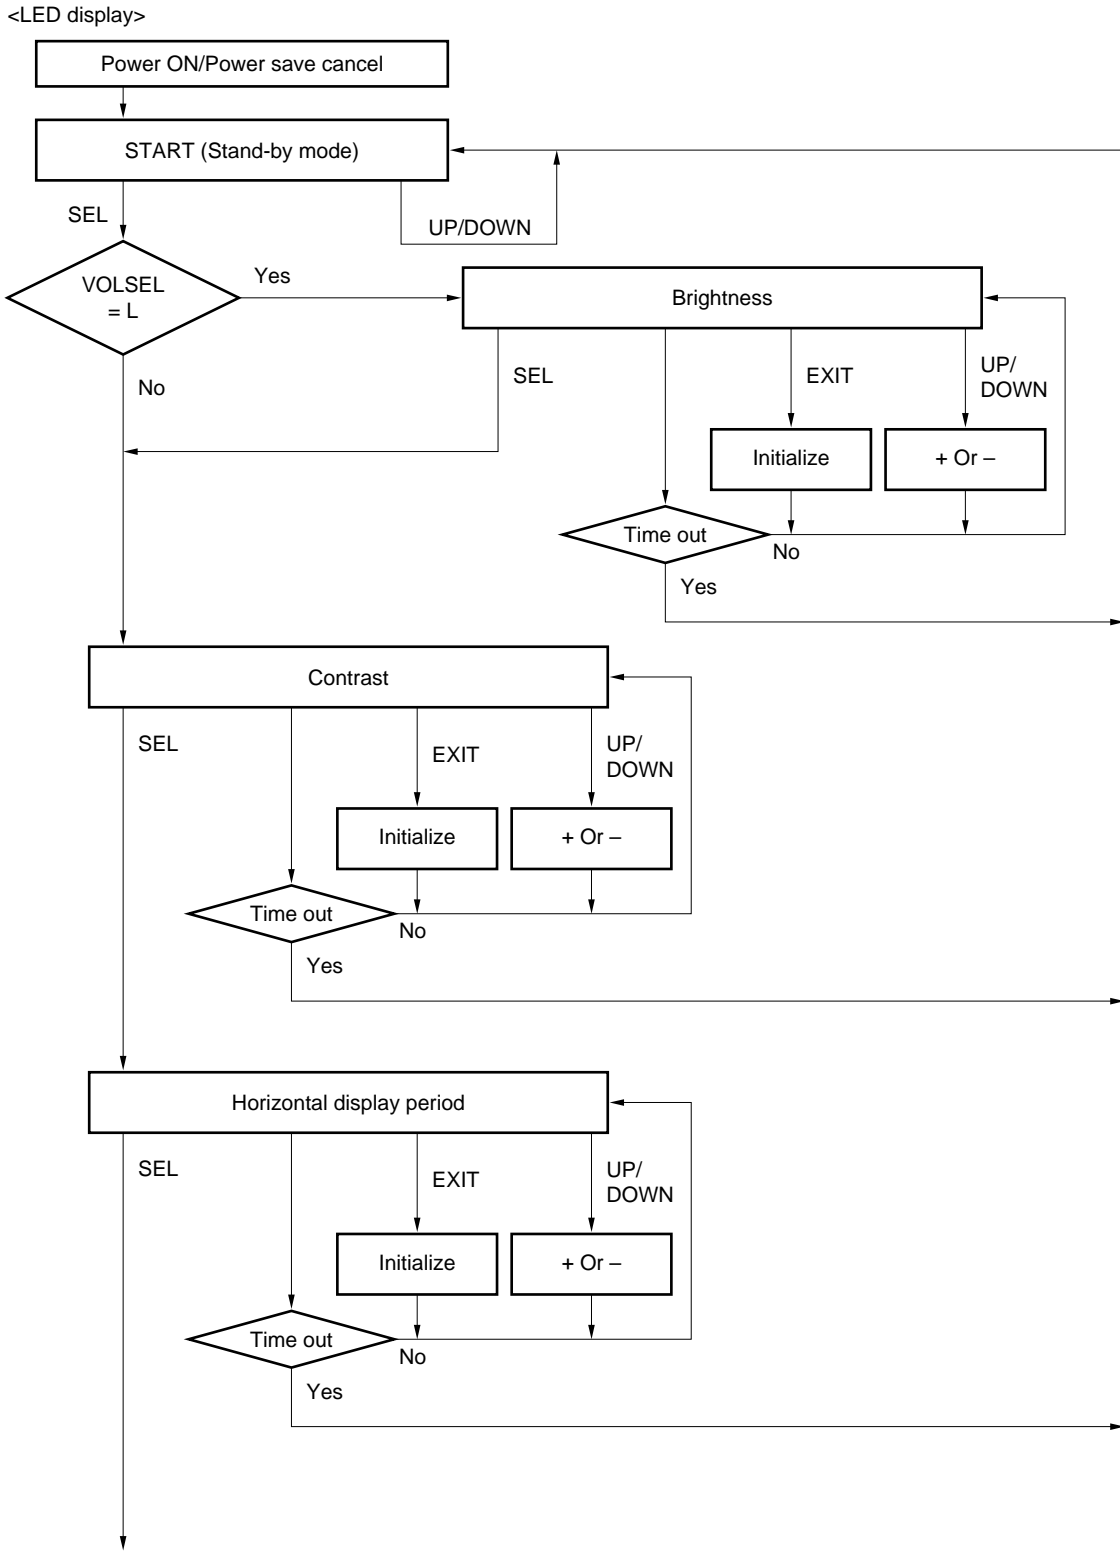 <LED display>
Power ON/Power save cancel
START (Stand-by mode)
SEL
UP/DOWN
VOLSEL
= L
Yes
Brightness
No
SEL
EXIT
UP/
DOWN
Initialize
+ Or –
Time out
No
Yes
Contrast
SEL
EXIT
UP/
DOWN
Initialize
+ Or –
Time out
No
Yes
Horizontal display period
SEL
EXIT
UP/
DOWN
Initialize
+ Or –
Time out
No
Yes